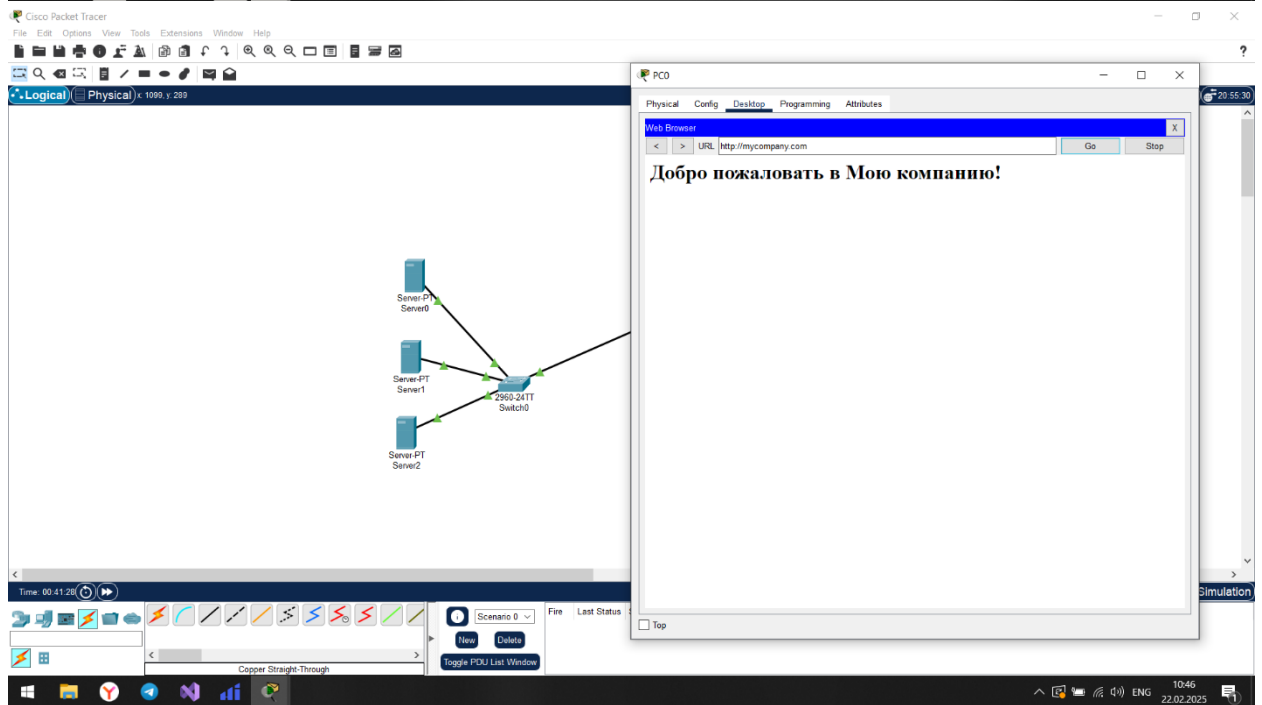 Cisco Packet Tracer
File Edit Options View Tools Extensions Window Help
?
Logical Physical x: 1099, y: 289
20:55:30
PC0
Physical Config Desktop Programming Attributes
Web Browser X
< > URL http://mycompany.com Go Stop
Добро пожаловать в Мою компанию!
Server-PT
Server0
Server-PT
Server1
2960-24TT
Switch0
Server-PT
Server2
Top
Time: 00:41:28
Simulation
Scenario 0
New Delete
Toggle PDU List Window
Fire Last Status
Copper Straight-Through
ENG
10:46
22.02.2025
1